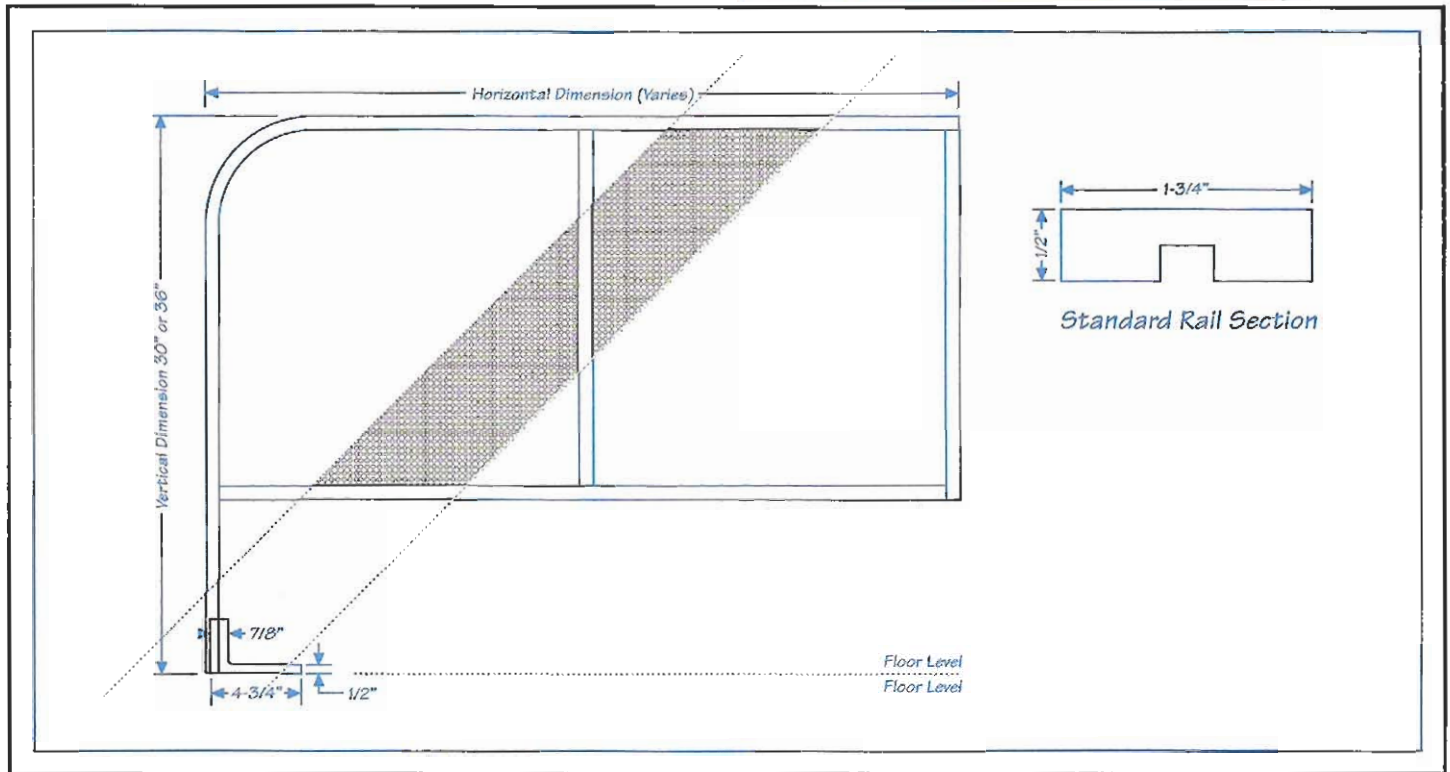 Horizontal Dimension (Varies)
Vertical Dimension 30" or 36"
1-3/4"
1/2"
Standard Rail Section
7/8"
4-3/4"
1/2"
Floor Level
Floor Level